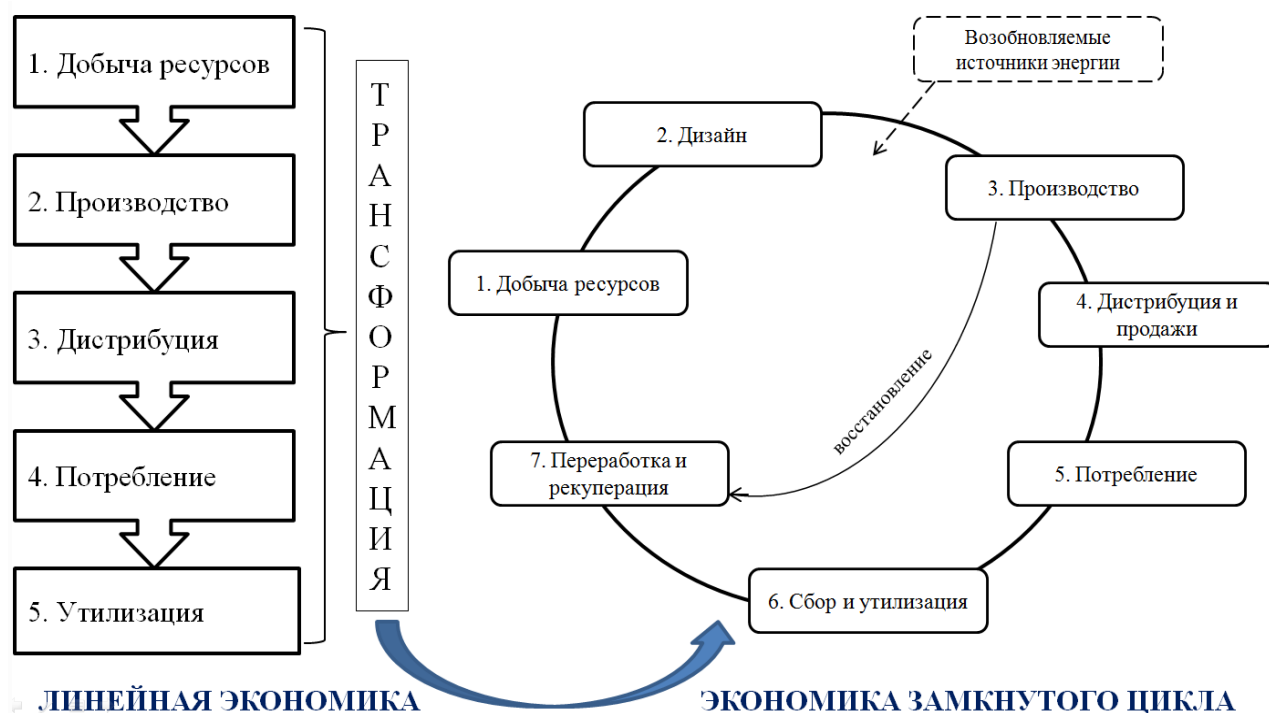 1. Добыча ресурсов
2. Производство
3. Дистрибуция
4. Потребление
5. Утилизация
ТРАНСФОРМАЦИЯ
Возобновляемые
источники энергии
2. Дизайн
3. Производство
1. Добыча ресурсов
4. Дистрибуция и
продажи
восстановление
7. Переработка и
рекуперация
5. Потребление
6. Сбор и утилизация
ЛИНЕЙНАЯ ЭКОНОМИКА
ЭКОНОМИКА ЗАМКНУТОГО ЦИКЛА